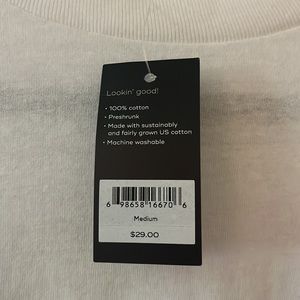 Lookin' good!
• 100% cotton
• Preshrunk
• Made with sustainably
and fairly grown US cotton
• Machine washable
6 98658 16670 6
Medium
$29.00